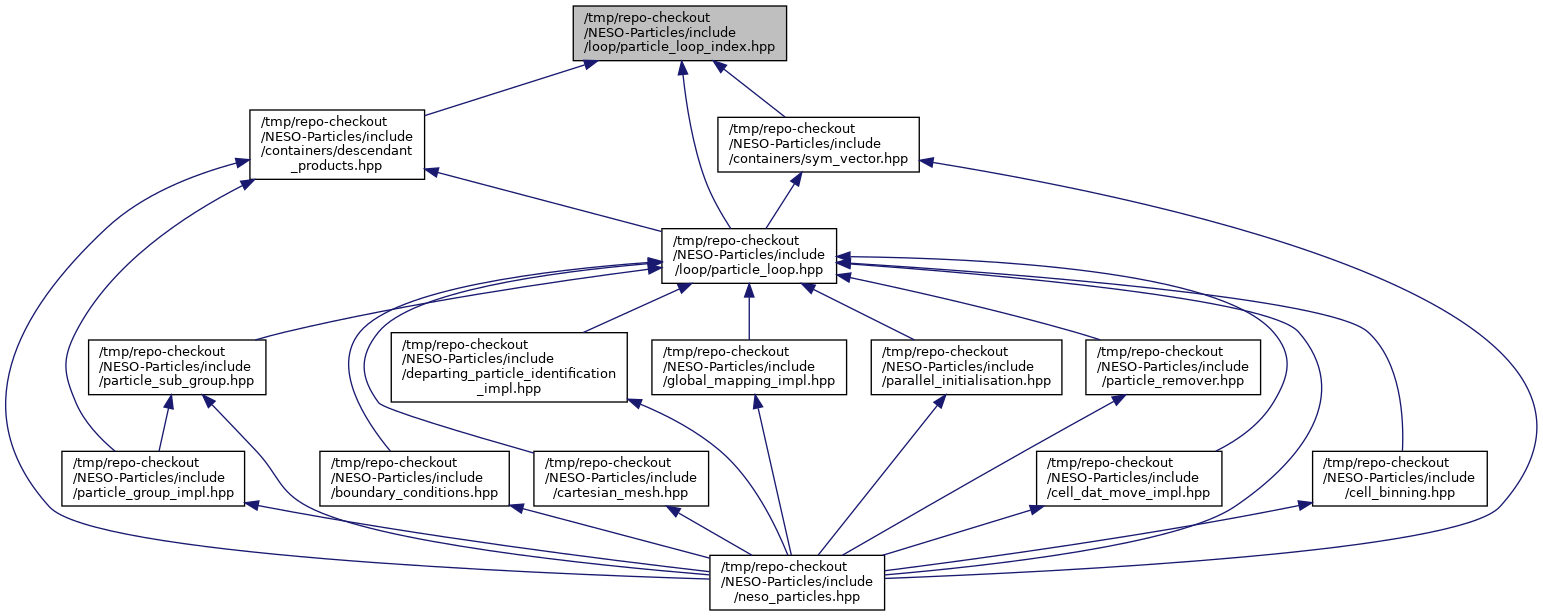 /tmp/repo-checkout
/NESO-Particles/include
/loop/particle_loop_index.hpp
/tmp/repo-checkout
/NESO-Particles/include
/containers/descendant
_products.hpp
/tmp/repo-checkout
/NESO-Particles/include
/containers/sym_vector.hpp
/tmp/repo-checkout
/NESO-Particles/include
/loop/particle_loop.hpp
/tmp/repo-checkout
/NESO-Particles/include
/particle_sub_group.hpp
/tmp/repo-checkout
/NESO-Particles/include
/departing_particle_identification
_impl.hpp
/tmp/repo-checkout
/NESO-Particles/include
/global_mapping_impl.hpp
/tmp/repo-checkout
/NESO-Particles/include
/parallel_initialisation.hpp
/tmp/repo-checkout
/NESO-Particles/include
/particle_remover.hpp
/tmp/repo-checkout
/NESO-Particles/include
/particle_group_impl.hpp
/tmp/repo-checkout
/NESO-Particles/include
/boundary_conditions.hpp
/tmp/repo-checkout
/NESO-Particles/include
/cartesian_mesh.hpp
/tmp/repo-checkout
/NESO-Particles/include
/cell_dat_move_impl.hpp
/tmp/repo-checkout
/NESO-Particles/include
/cell_binning.hpp
/tmp/repo-checkout
/NESO-Particles/include
/neso_particles.hpp